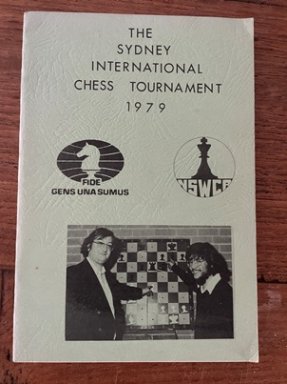 THE
SYDNEY
INTERNATIONAL
CHESS TOURNAMENT
1979
FIDE
GENS UNA SUMUS
NSWCA